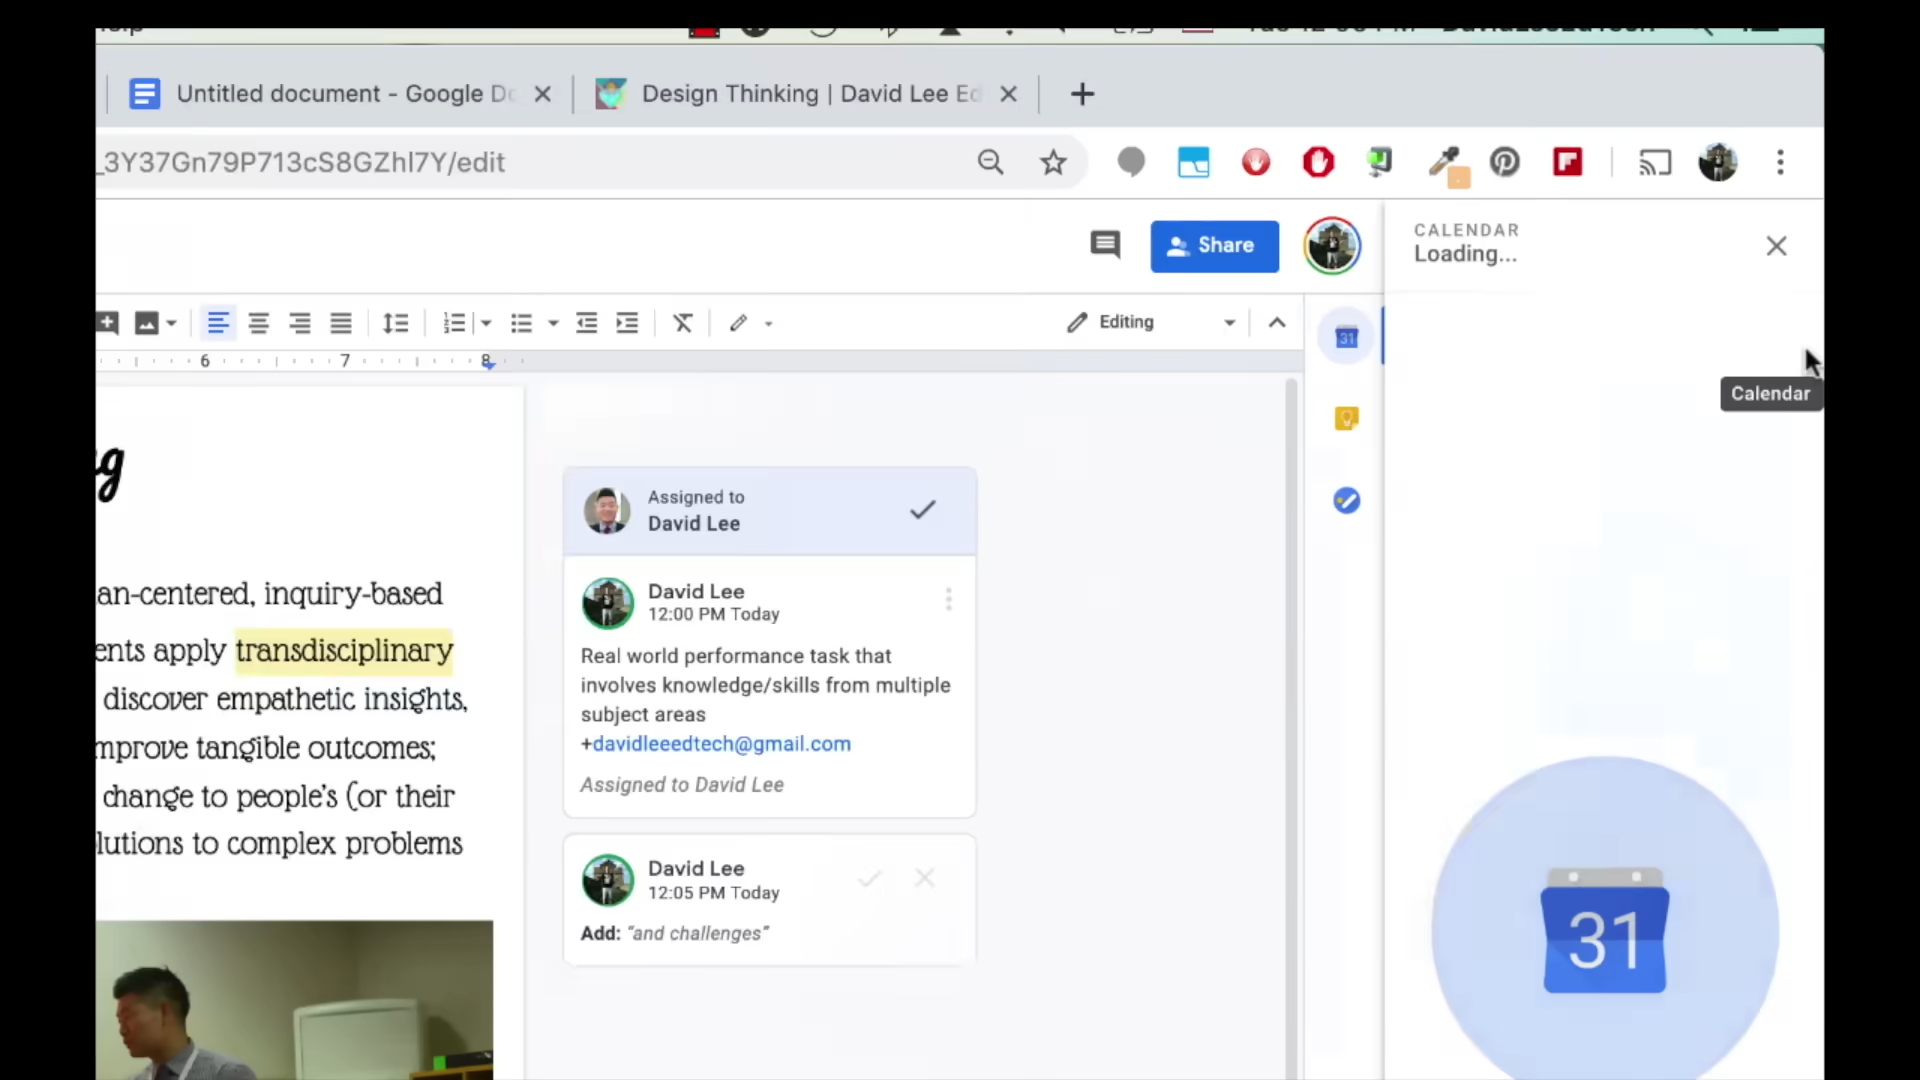 Untitled document - Google Do
Design Thinking | David Lee Ed
_3Y37Gn79P713cS8GZhl7Y/edit
Share
CALENDAR
Loading...
Editing
6 7 8
31
Calendar
g
Assigned to
David Lee
David Lee
12:00 PM Today
an-centered, inquiry-based
ents apply transdisciplinary
discover empathetic insights,
mprove tangible outcomes;
change to people's (or their
lutions to complex problems
Real world performance task that
involves knowledge/skills from multiple
subject areas
+davidleeedtech@gmail.com
Assigned to David Lee
David Lee
12:05 PM Today
Add: “and challenges”
31